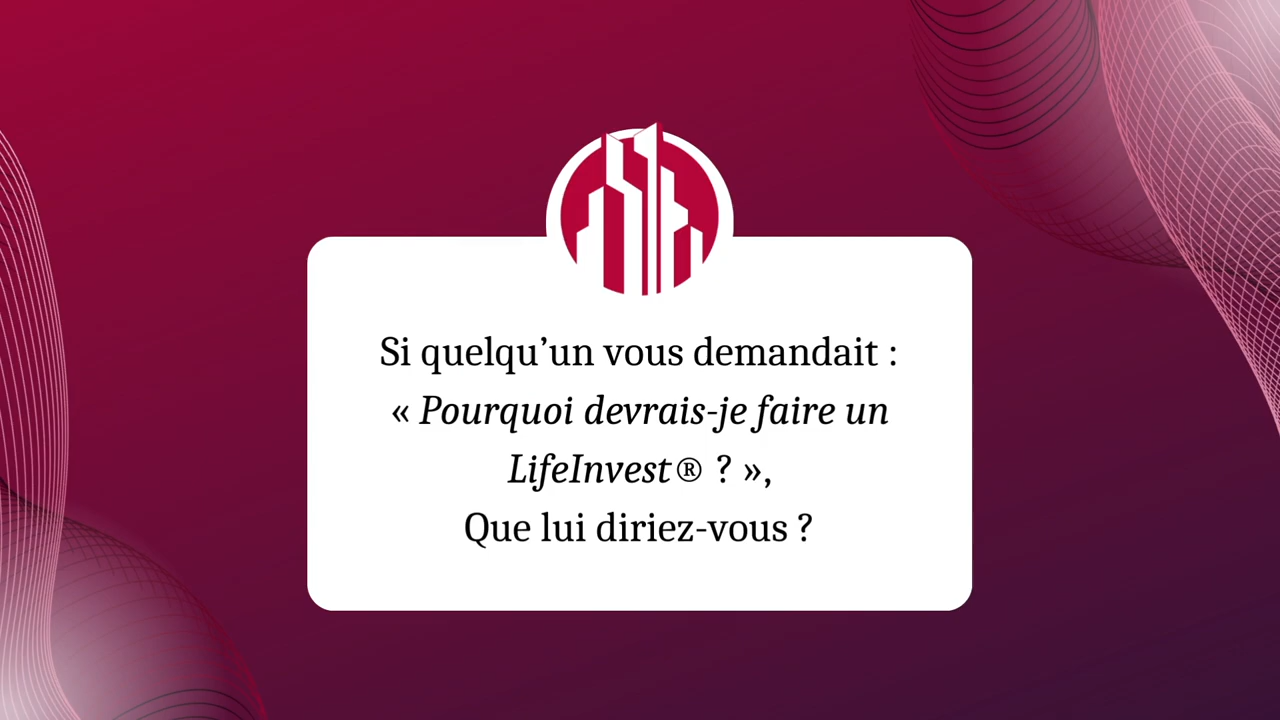 Si quelqu’un vous demandait :
« Pourquoi devrais-je faire un
LifeInvest® ? »,
Que lui diriez-vous ?